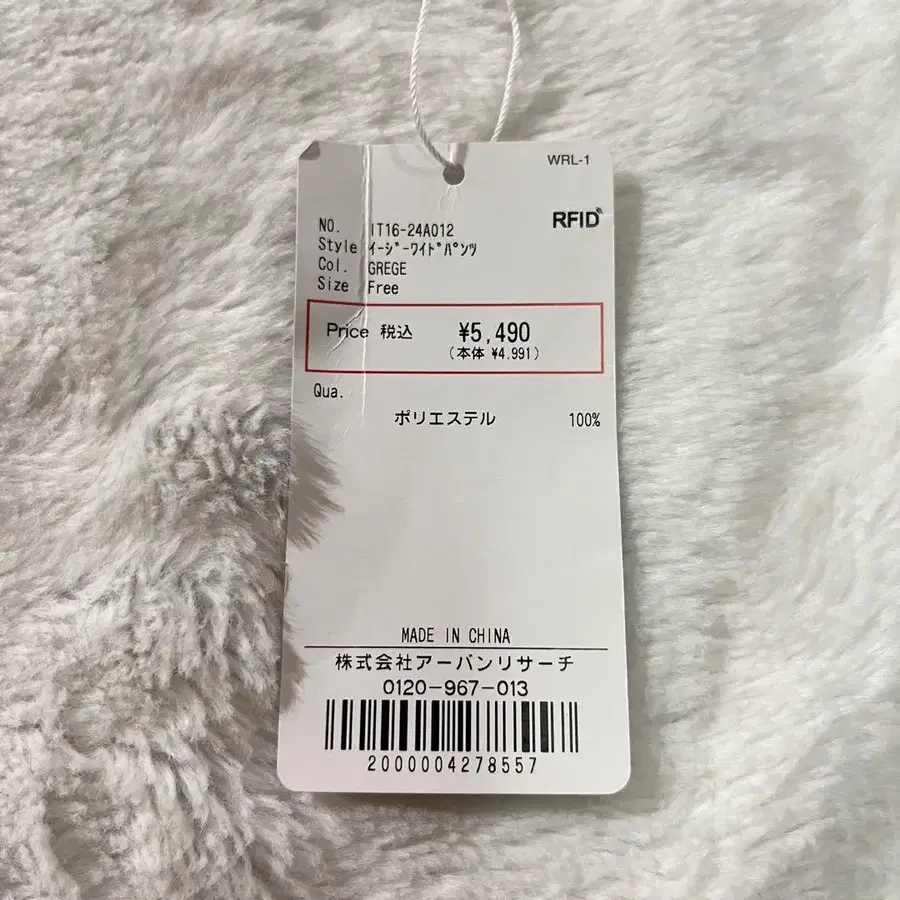 WRL-1
RFID
NO. IT16-24A012
Style ｲｰｼﾞｰﾜｲﾄﾞﾊﾟﾝﾂ
Col. GREGE
Size Free
Price 税込 ¥5,490
(本体 ¥4.991)
Qua.
ポリエステル 100%
MADE IN CHINA
株式会社アーバンリサーチ
0120-967-013
2000004278557